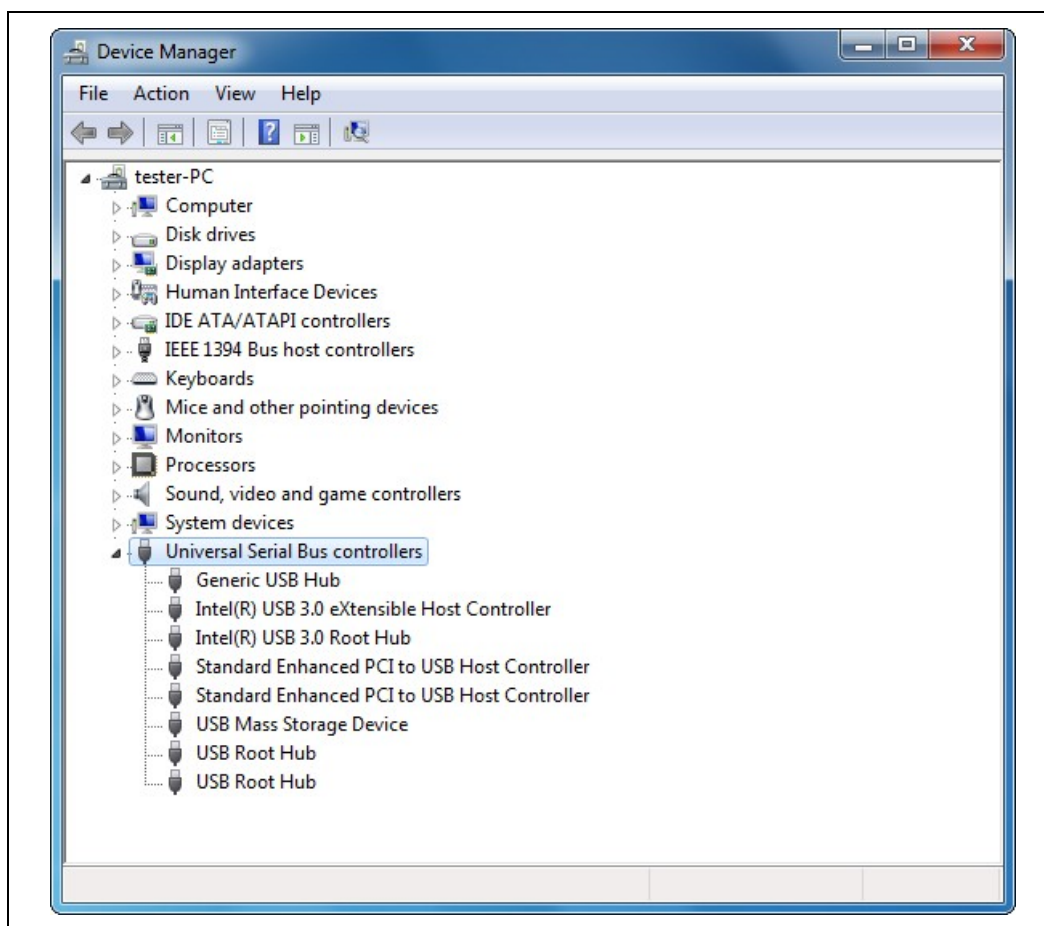 Device Manager
File Action View Help
tester-PC
Computer
Disk drives
Display adapters
Human Interface Devices
IDE ATA/ATAPI controllers
IEEE 1394 Bus host controllers
Keyboards
Mice and other pointing devices
Monitors
Processors
Sound, video and game controllers
System devices
Universal Serial Bus controllers
Generic USB Hub
Intel(R) USB 3.0 eXtensible Host Controller
Intel(R) USB 3.0 Root Hub
Standard Enhanced PCI to USB Host Controller
Standard Enhanced PCI to USB Host Controller
USB Mass Storage Device
USB Root Hub
USB Root Hub